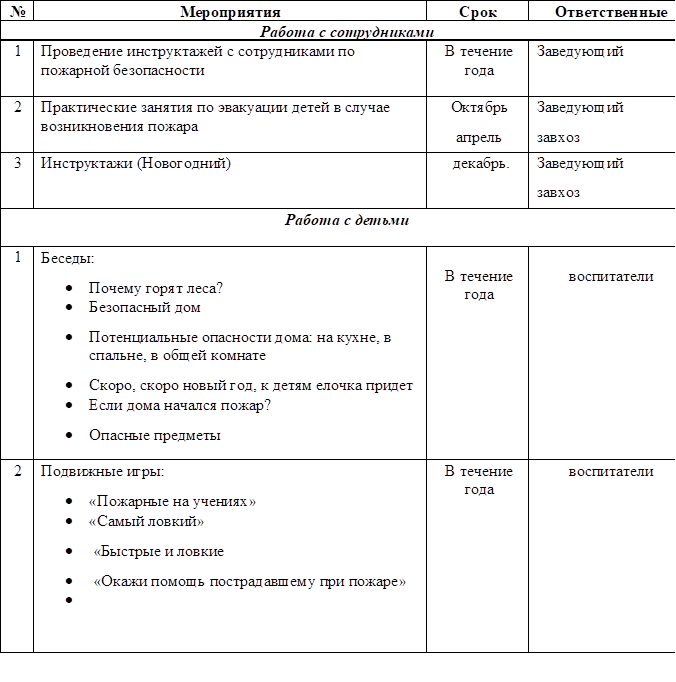 № Мероприятия Срок Ответственные
Работа с сотрудниками
1 Проведение инструктажей с сотрудниками по В течение Заведующий
пожарной безопасности года
2 Практические занятия по эвакуации детей в случае Октябрь Заведующий
возникновения пожара апрель завхоз
3 Инструктажи (Новогодний) декабрь. Заведующий
завхоз
Работа с детьми
1 Беседы:
В течение воспитатели
года
• Почему горят леса?
• Безопасный дом
• Потенциальные опасности дома: на кухне, в
спальне, в общей комнате
• Скоро, скоро новый год, к детям елочка придет
• Если дома начался пожар?
• Опасные предметы
2 Подвижные игры: В течение воспитатели
года
• «Пожарные на учениях»
• «Самый ловкий»
• «Быстрые и ловкие
• «Окажи помощь пострадавшему при пожаре»
•